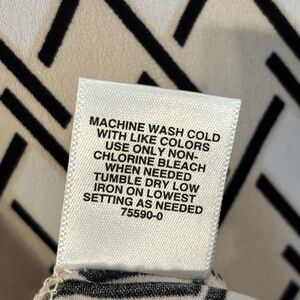 MACHINE WASH COLD
WITH LIKE COLORS
USE ONLY NON-
CHLORINE BLEACH
WHEN NEEDED
TUMBLE DRY LOW
IRON ON LOWEST
SETTING AS NEEDED
75590-0